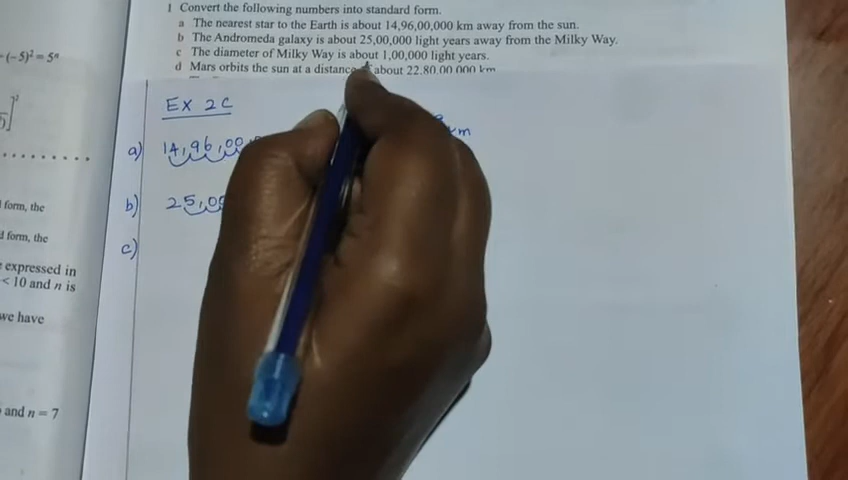 1 Convert the following numbers into standard form.
a The nearest star to the Earth is about 14,96,00,000 km away from the sun.
b The Andromeda galaxy is about 25,00,000 light years away from the Milky Way.
c The diameter of Milky Way is about 1,00,000 light years.
d Mars orbits the sun at a distance about 22,80,00,000 km
(-5)² = 5ⁿ
Ex 2C
a) 14,96,00 km
b) 25,00
c)
form, the
form, the
expressed in
< 10 and n is
we have
and n = 7